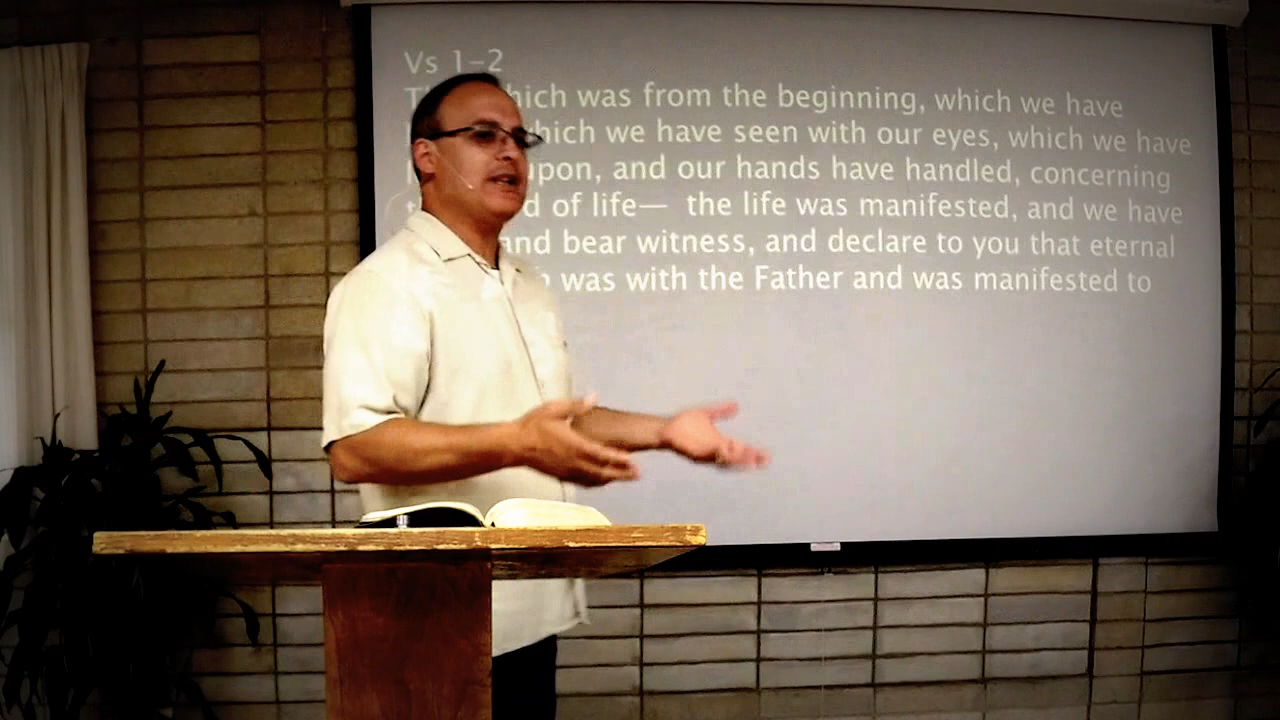 Vs 1–2
which was from the beginning, which we have
which we have seen with our eyes, which we have
upon, and our hands have handled, concerning
of life— the life was manifested, and we have
and bear witness, and declare to you that eternal
was with the Father and was manifested to